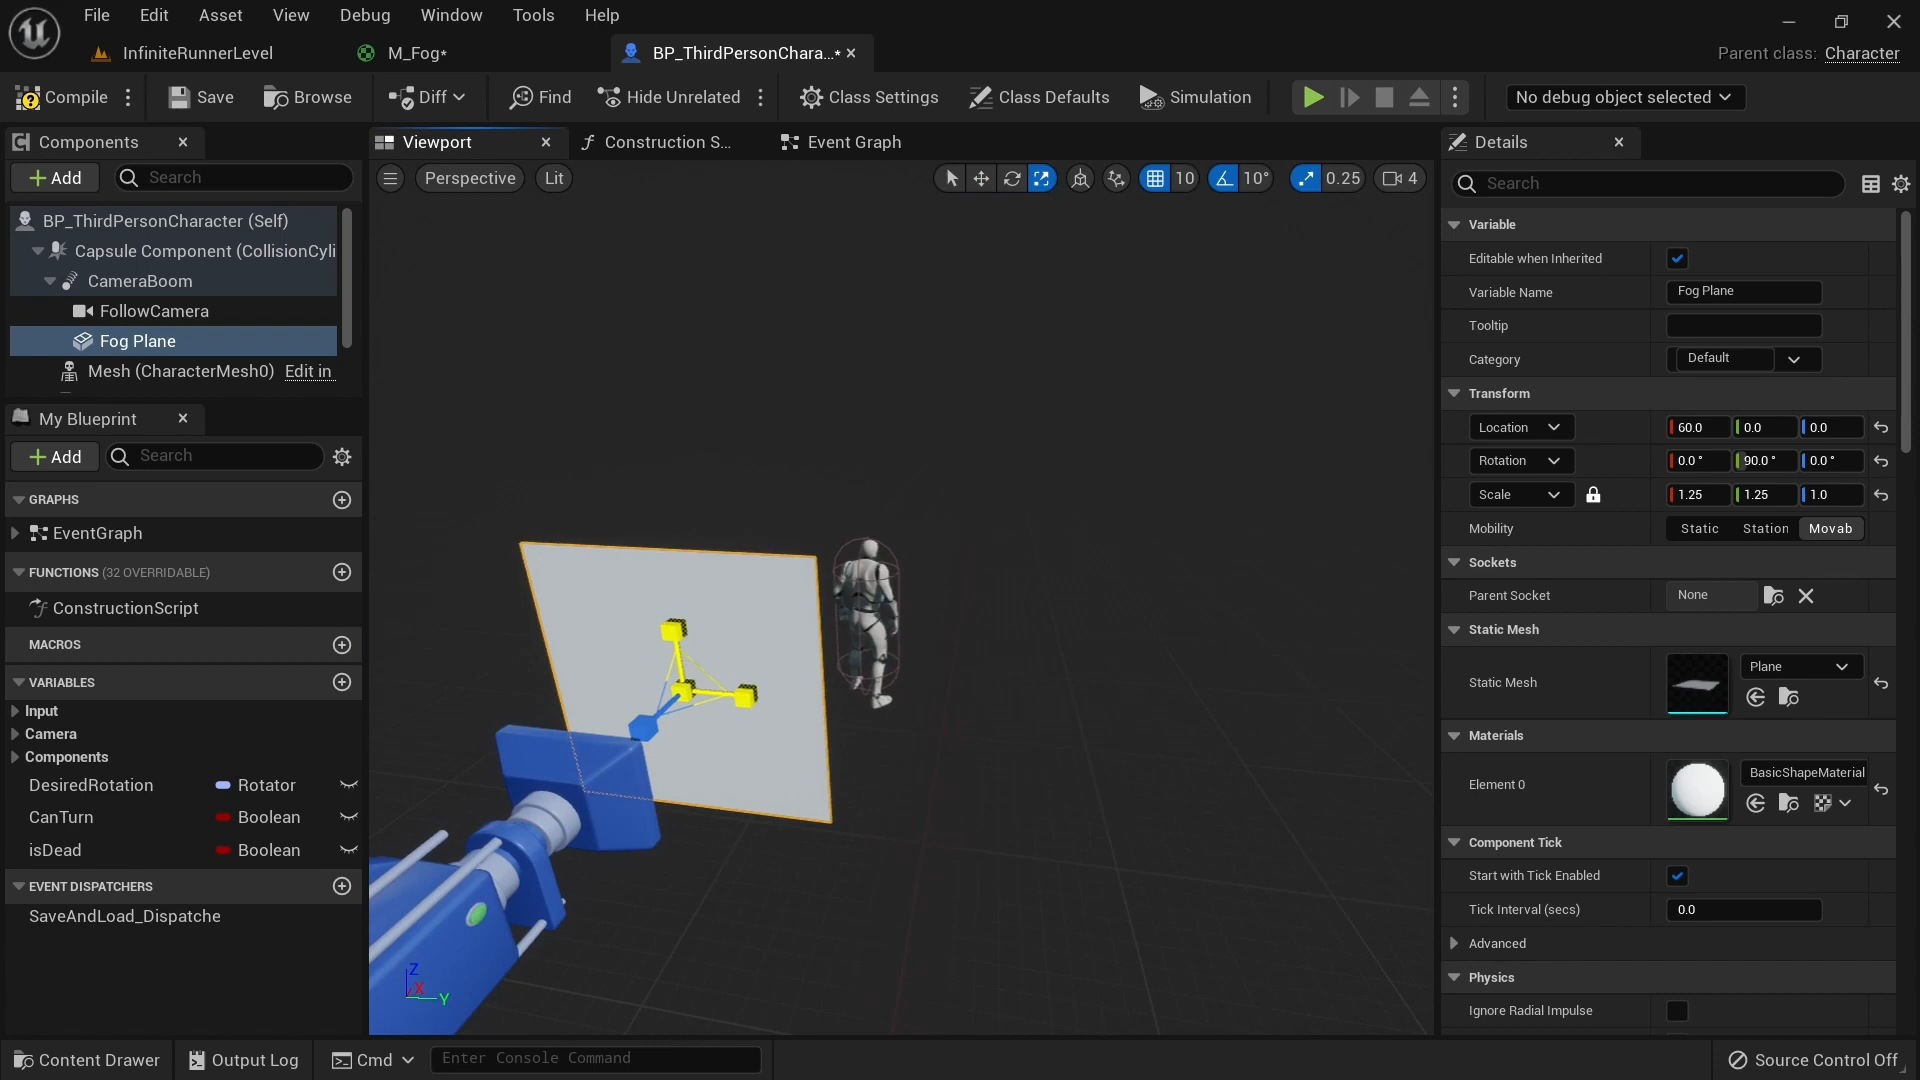 File Edit Asset View Debug Window Tools Help
InfiniteRunnerLevel
M_Fog*
BP_ThirdPersonChara...*
Parent class: Character
Compile
Save
Browse
Diff
Find
Hide Unrelated
Class Settings
Class Defaults
Simulation
No debug object selected
Components
Add
Search
BP_ThirdPersonCharacter (Self)
Capsule Component (CollisionCyli
CameraBoom
FollowCamera
Fog Plane
Mesh (CharacterMesh0) Edit in
My Blueprint
Add
Search
GRAPHS
EventGraph
FUNCTIONS (32 OVERRIDABLE)
ConstructionScript
MACROS
VARIABLES
Input
Camera
Components
DesiredRotation Rotator
CanTurn Boolean
isDead Boolean
EVENT DISPATCHERS
SaveAndLoad_Dispatche
Viewport
Construction S...
Event Graph
Perspective
Lit
10
10°
0.25
4
Z
X
Y
Details
Search
Variable
Editable when Inherited
Variable Name Fog Plane
Tooltip
Category Default
Transform
Location 60.0 0.0 0.0
Rotation 0.0 ° 90.0 ° 0.0 °
Scale 1.25 1.25 1.0
Mobility Static Station Movab
Sockets
Parent Socket None
Static Mesh
Static Mesh Plane
Materials
Element 0 BasicShapeMaterial
Component Tick
Start with Tick Enabled
Tick Interval (secs) 0.0
Advanced
Physics
Ignore Radial Impulse
Content Drawer
Output Log
Cmd
Enter Console Command
Source Control Off